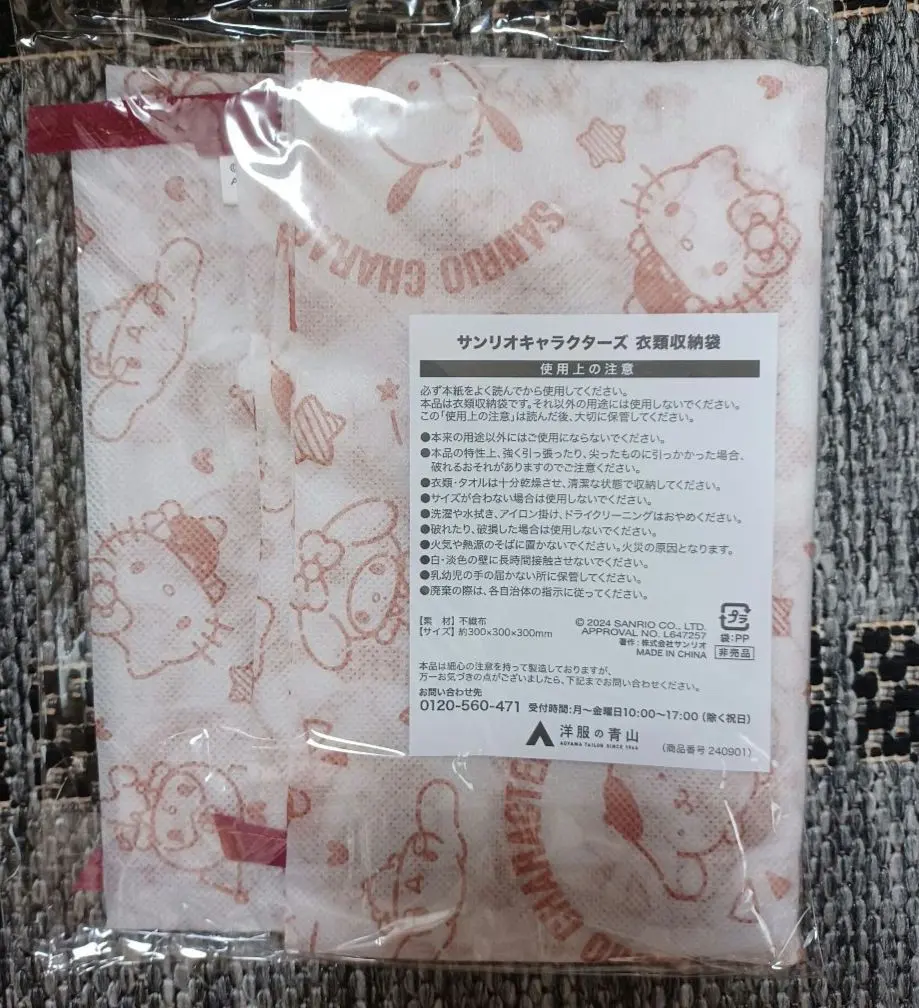 SANRIO CHARAC
サンリオキャラクターズ 衣類収納袋
使用上の注意
必ず本紙をよく読んでから使用してください。
本品は衣類収納袋です。それ以外の用途には使用しないでください。
この「使用上の注意」は読んだ後、大切に保管してください。
●本来の用途以外にはご使用にならないでください。
●本品の特性上、強く引っ張ったり、尖ったものに引っかかった場合、
破れるおそれがありますのでご注意ください。
●衣類・タオルは十分乾燥させ、清潔な状態で収納してください。
●サイズが合わない場合は使用しないでください。
●洗濯や水拭き、アイロン掛け、ドライクリーニングはおやめください。
●破れたり、破損した場合は使用しないでください。
●火気や熱源のそばに置かないでください。火災の原因となります。
●白・淡色の壁に長時間接触させないでください。
●乳幼児の手の届かない所に保管してください。
●廃棄の際は、各自治体の指示に従ってください。
【素 材】不織布
【サイズ】約300×300×300mm
© 2024 SANRIO CO., LTD.
APPROVAL NO. L647257
著作:株式会社サンリオ
MADE IN CHINA
プラ
袋:PP
非売品
本品は細心の注意を持って製造しておりますが、
万一お気づきの点がございましたら、下記までお問い合わせください。
お問い合わせ先
0120-560-471 受付時間:月〜金曜日10:00〜17:00(除く祝日)
洋服の青山
AOYAMA TAILOR SINCE 1964
(商品番号 240901)
RIO CHARACTE